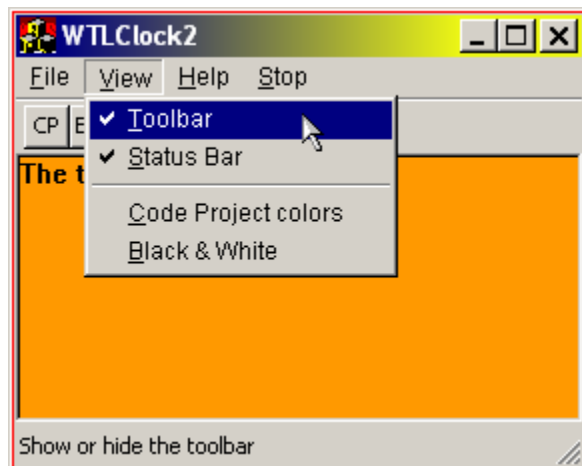 WTLClock2
File View Help Stop
CP
Toolbar
Status Bar
The
Code Project colors
Black & White
Show or hide the toolbar